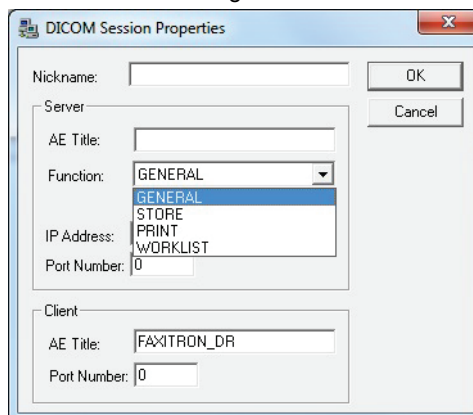 DICOM Session Properties
Nickname:
OK
Server
Cancel
AE Title:
Function: GENERAL
GENERAL
STORE
PRINT
IP Address:
WORKLIST
Port Number: 0
Client
AE Title: FAXITRON_DR
Port Number: 0